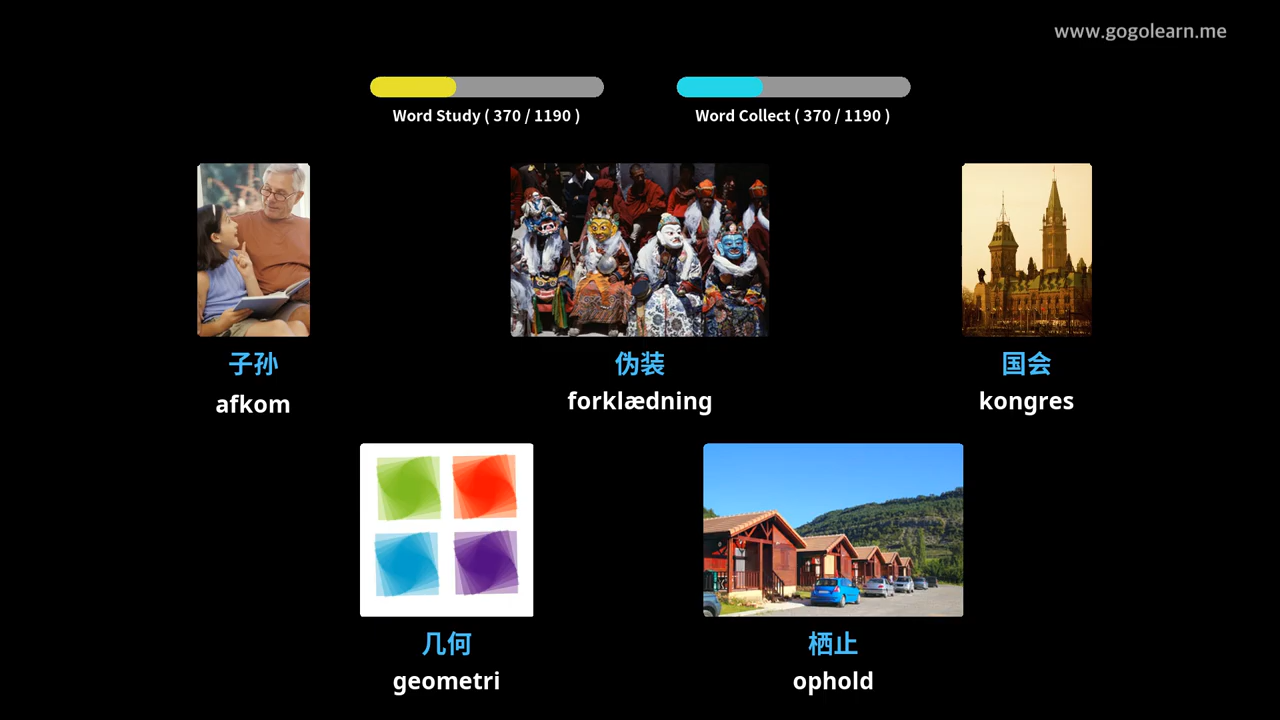 www.gogolearn.me
Word Study ( 370 / 1190 )
Word Collect ( 370 / 1190 )
子孙
afkom
伪装
forklædning
国会
kongres
几何
geometri
栖止
ophold